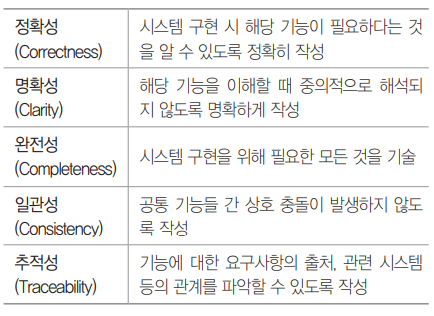 정확성
(Correctness)
시스템 구현 시 해당 기능이 필요하다는 것
을 알 수 있도록 정확히 작성
명확성
(Clarity)
해당 기능을 이해할 때 중의적으로 해석되
지 않도록 명확하게 작성
완전성
(Completeness)
시스템 구현을 위해 필요한 모든 것을 기술
일관성
(Consistency)
공통 기능들 간 상호 충돌이 발생하지 않도
록 작성
추적성
(Traceability)
기능에 대한 요구사항의 출처, 관련 시스템
등의 관계를 파악할 수 있도록 작성